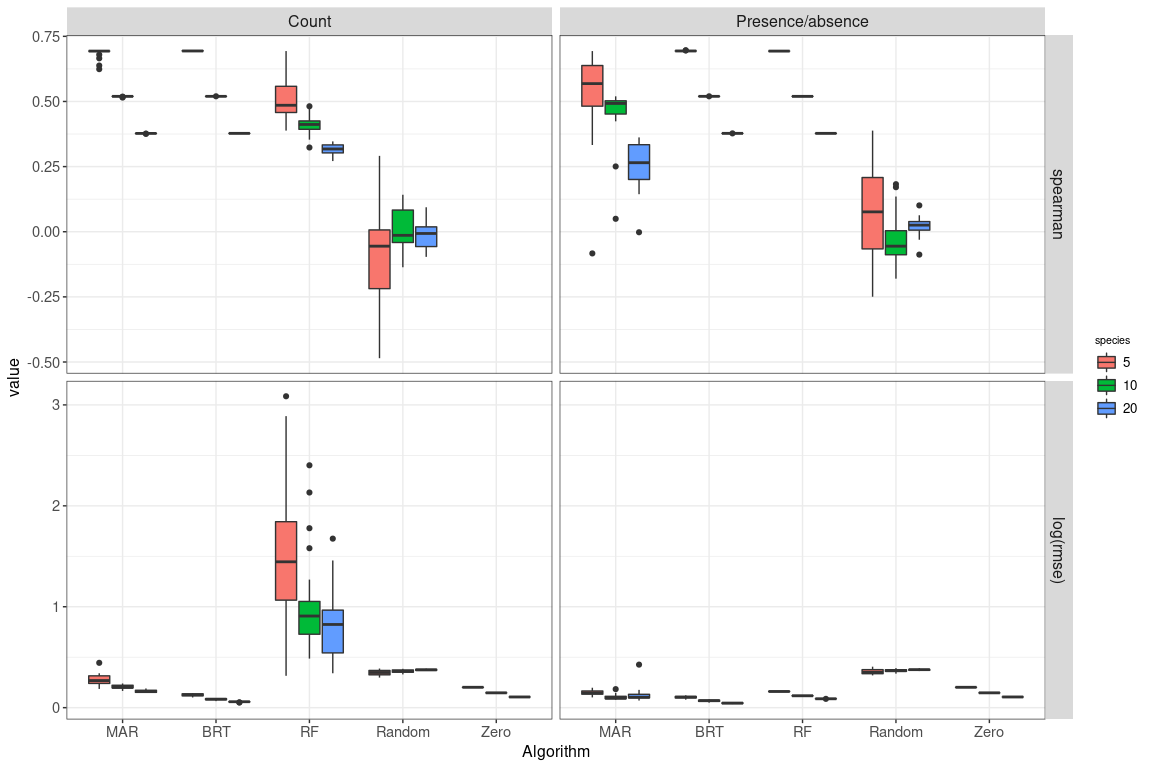 Count
Presence/absence
0.75
0.50
0.25
0.00
-0.25
-0.50
spearman
3
2
1
0
log(rmse)
value
MAR BRT RF Random Zero
MAR BRT RF Random Zero
Algorithm
species
5
10
20